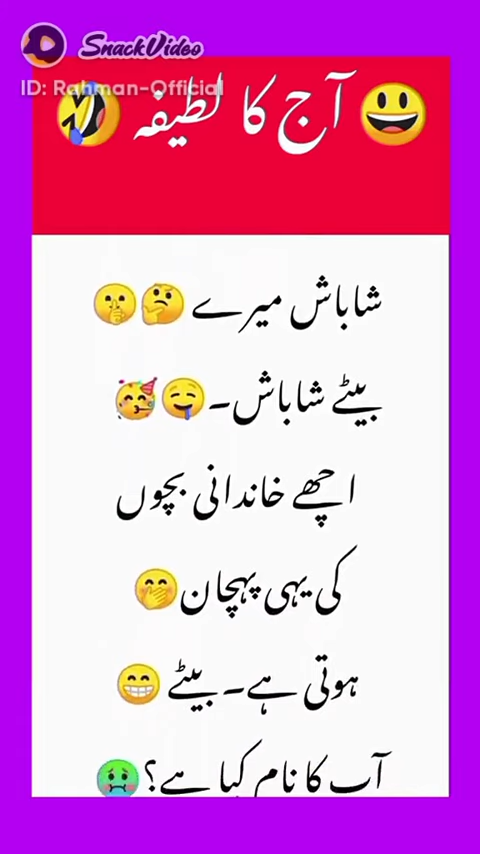 SnackVideo
ID: Rahman-Official
😃 آج کا لطیفہ 🤣
شاباش میرے 🤔🤫
بیٹے شاباش۔🤤🥳
اچھے خاندانی بچوں
کی یہی پہچان🤭
ہوتی ہے۔بیٹے 😁
آپ کا نام کیا ہے؟🤢